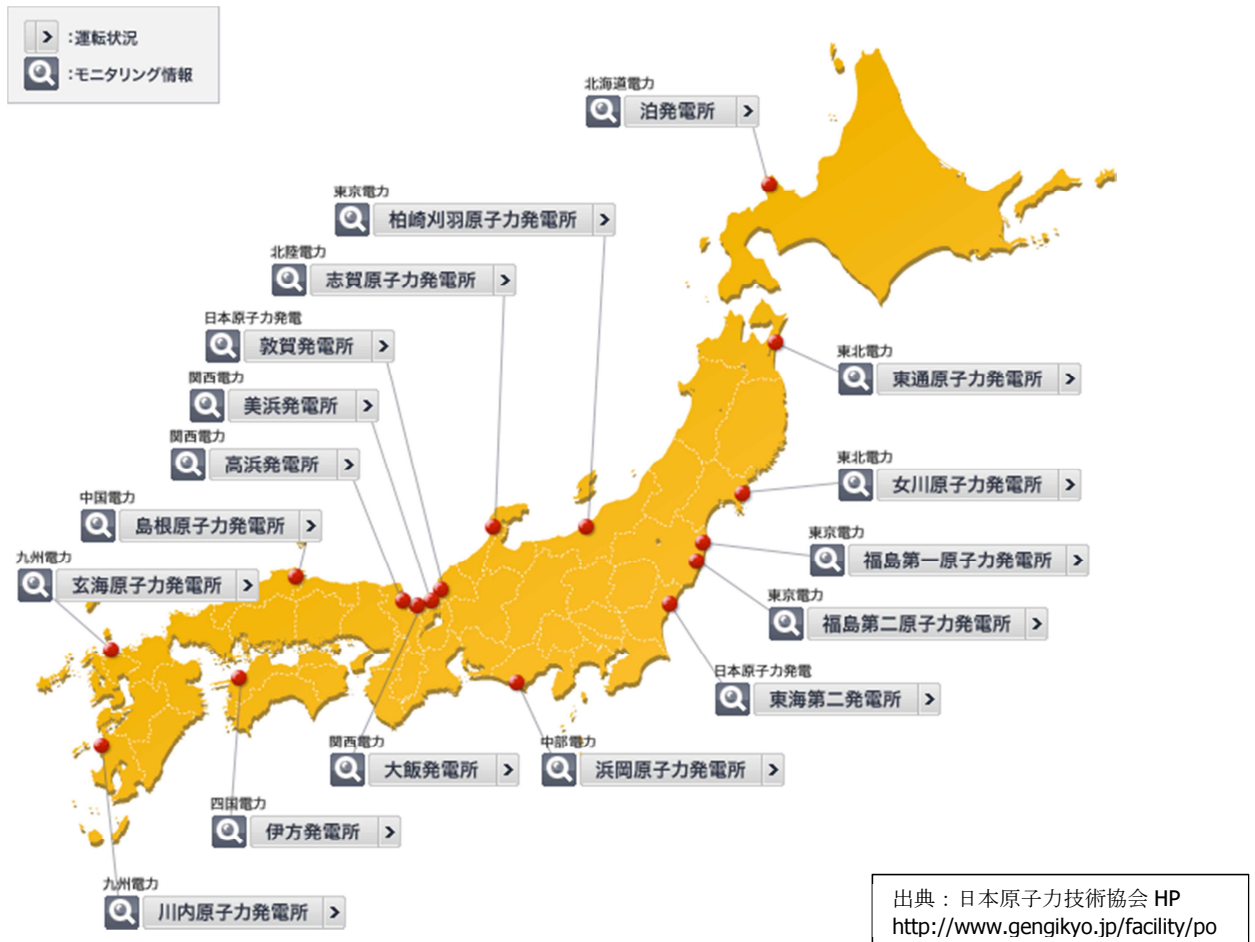 :運転状況
:モニタリング情報
北海道電力
泊発電所
東京電力
柏崎刈羽原子力発電所
北陸電力
志賀原子力発電所
日本原子力発電
敦賀発電所
関西電力
美浜発電所
関西電力
高浜発電所
中国電力
島根原子力発電所
九州電力
玄海原子力発電所
東北電力
東通原子力発電所
東北電力
女川原子力発電所
東京電力
福島第一原子力発電所
東京電力
福島第二原子力発電所
日本原子力発電
東海第二発電所
関西電力
大飯発電所
中部電力
浜岡原子力発電所
四国電力
伊方発電所
九州電力
川内原子力発電所
出典：日本原子力技術協会 HP
http://www.gengikyo.jp/facility/po